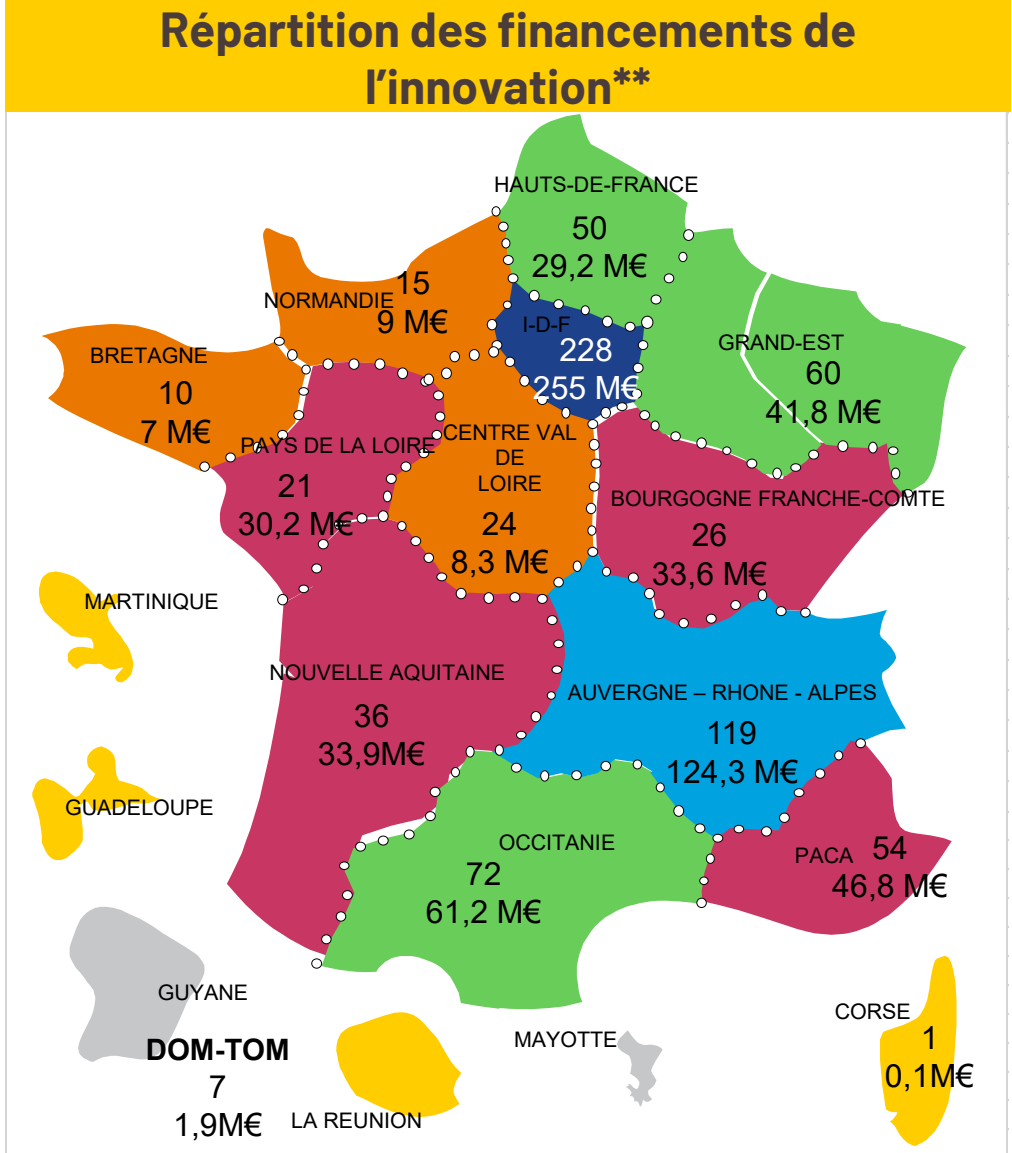 Répartition des financements de
l'innovation**
HAUTS-DE-FRANCE
50
29,2 M€
NORMANDIE
15
9 M€
I-D-F
228
255 M€
GRAND-EST
60
41,8 M€
BRETAGNE
10
7 M€
PAYS DE LA LOIRE
21
30,2 M€
CENTRE VAL
DE
LOIRE
24
8,3 M€
BOURGOGNE FRANCHE-COMTE
26
33,6 M€
MARTINIQUE
NOUVELLE AQUITAINE
36
33,9M€
AUVERGNE – RHONE - ALPES
119
124,3 M€
GUADELOUPE
OCCITANIE
72
61,2 M€
PACA
54
46,8 M€
GUYANE
DOM-TOM
7
1,9M€
LA REUNION
MAYOTTE
CORSE
1
0,1M€